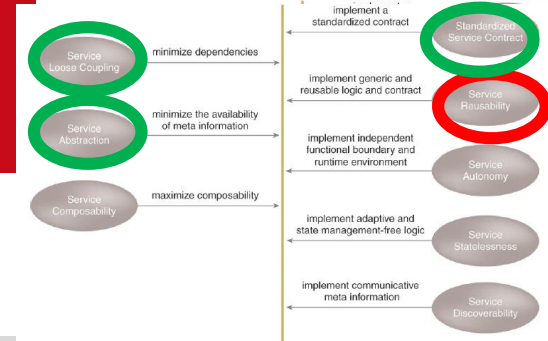 implement a
standardized contract
Standardized
Service Contract
Service
Loose Coupling
minimize dependencies
implement generic and
reusable logic and contract
Service
Reusability
Service
Abstraction
minimize the availability
of meta information
implement independent
functional boundary and
runtime environment
Service
Autonomy
Service
Composability
maximize composability
implement adaptive and
state management-free logic
Service
Statelessness
implement communicative
meta information
Service
Discoverability